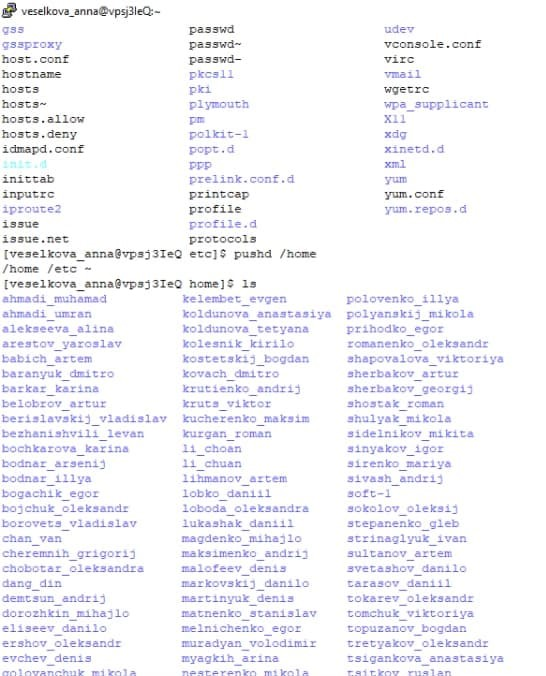 veselkova_anna@vpsj3IeQ:~
gss passwd udev
gssproxy passwd~ vconsole.conf
host.conf passwd- virc
hostname pkcs11 vmail
hosts pki wgetrc
hosts~ plymouth wpa_supplicant
hosts.allow pm X11
hosts.deny polkit-1 xdg
idmapd.conf popt.d xinetd.d
init.d ppp xml
inittab prelink.conf.d yum
inputrc printcap yum.conf
iproute2 profile yum.repos.d
issue profile.d
issue.net protocols
[veselkova_anna@vpsj3IeQ etc]$ pushd /home
/home /etc ~
[veselkova_anna@vpsj3IeQ home]$ ls
ahmadi_muhamad kelembet_evgen polovenko_illya
ahmadi_umran koldunova_anastasiya polyanskij_mikola
alekseeva_alina koldunova_tetyana prihodko_egor
arestov_yaroslav kolesnik_kirilo romanenko_oleksandr
babich_artem kostetskij_bogdan shapovalova_viktoriya
baranyuk_dmitro kovach_dmitro sherbakov_artur
barkar_karina krutienko_andrij sherbakov_georgij
belobrov_artur kruts_viktor shostak_roman
berislavskij_vladislav kucherenko_maksim shulyak_mikola
bezhanishvili_levan kurgan_roman sidelnikov_mikita
bochkarova_karina li_choan sinyakov_igor
bodnar_arsenij li_chuan sirenko_mariya
bodnar_illya lihmanov_artem sivash_andrij
bogachik_egor lobko_daniil soft-1
bojchuk_oleksandr loboda_oleksandra sokolov_oleksij
borovets_vladislav lukashak_daniil stepanenko_gleb
chan_van magdenko_mihajlo strinaglyuk_ivan
cheremnih_grigorij maksimenko_andrij sultanov_artem
chobotar_oleksandra malofeev_denis svetashov_danilo
dang_din markovskij_danilo tarasov_daniil
demtsun_andrij martinyuk_denis tokarev_oleksandr
dorozhkin_mihajlo matnenko_stanislav tomchuk_viktoriya
eliseev_danilo melnichenko_egor topuzanov_bogdan
ershov_oleksandr muradyan_volodimir tretyakov_oleksandr
evchev_denis myagkih_arina tsigankova_anastasiya
golovanchuk_mikola nesterenko_mikola tsitkov_ruslan